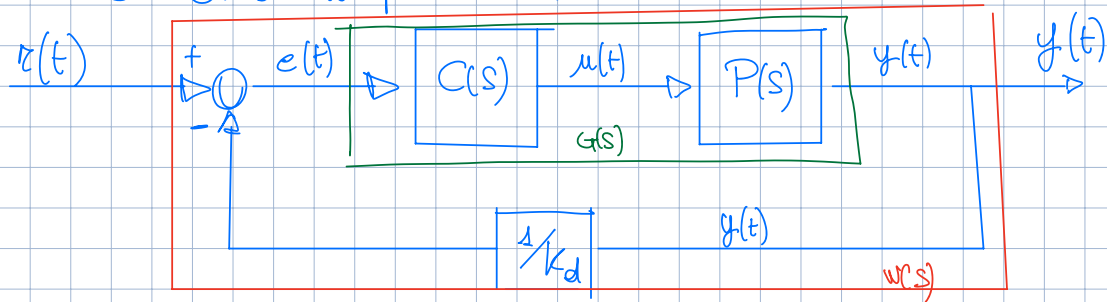 r(t)
+
-
e(t)
C(s)
u(t)
P(s)
y(t)
y(t)
G(s)
1/Kd
y(t)
W(s)